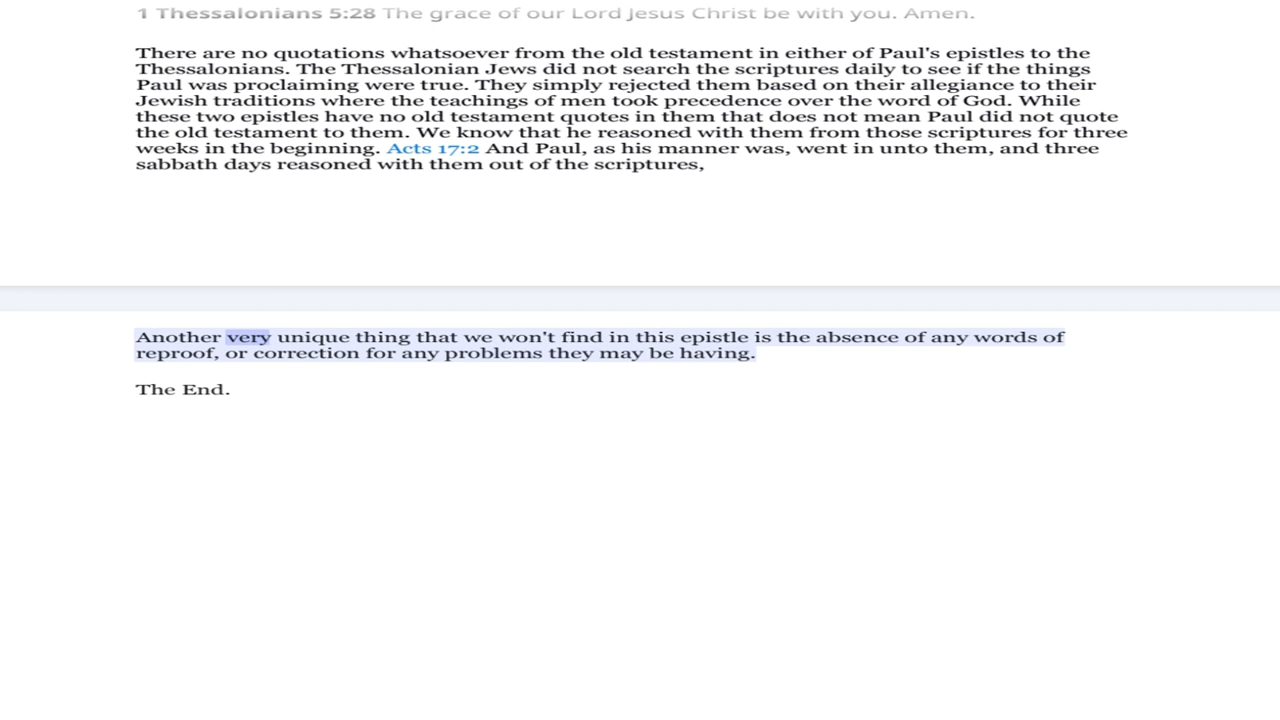 1 Thessalonians 5:28 The grace of our Lord Jesus Christ be with you. Amen.
There are no quotations whatsoever from the old testament in either of Paul's epistles to the
Thessalonians. The Thessalonian Jews did not search the scriptures daily to see if the things
Paul was proclaiming were true. They simply rejected them based on their allegiance to their
Jewish traditions where the teachings of men took precedence over the word of God. While
these two epistles have no old testament quotes in them that does not mean Paul did not quote
the old testament to them. We know that he reasoned with them from those scriptures for three
weeks in the beginning. Acts 17:2 And Paul, as his manner was, went in unto them, and three
sabbath days reasoned with them out of the scriptures,
Another very unique thing that we won't find in this epistle is the absence of any words of
reproof, or correction for any problems they may be having.
The End.